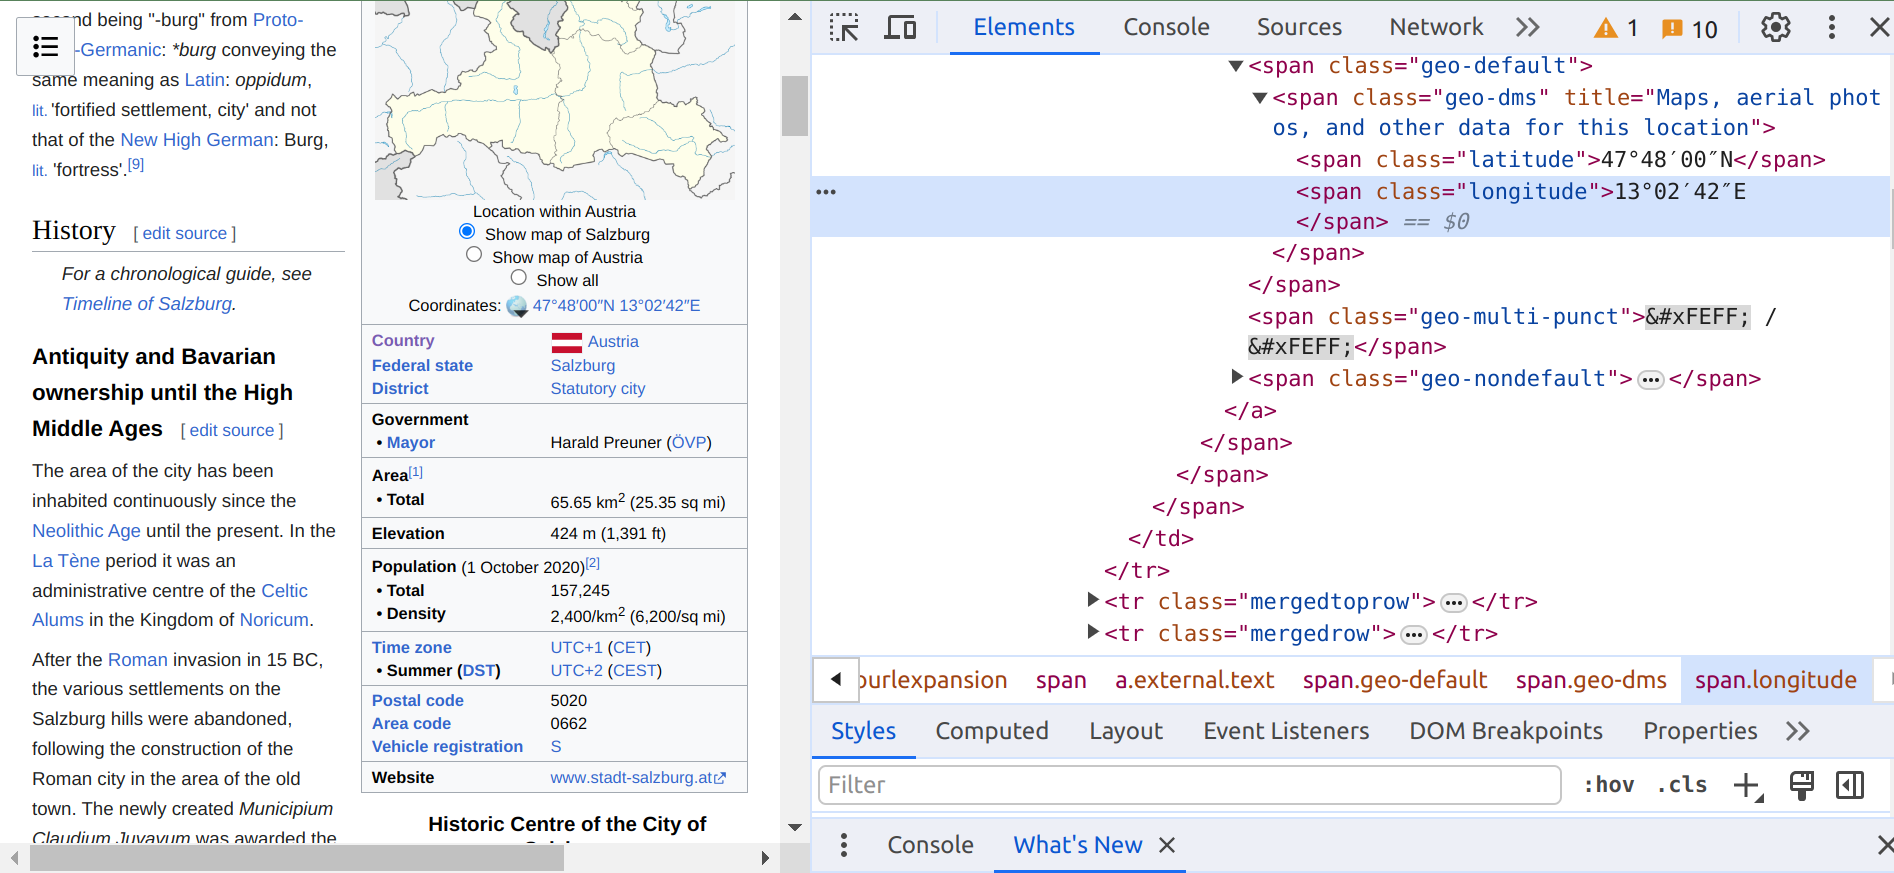 second being "-burg" from Proto-
-Germanic: *burg conveying the
same meaning as Latin: oppidum,
lit. 'fortified settlement, city' and not
that of the New High German: Burg,
lit. 'fortress'.[9]
History [ edit source ]
For a chronological guide, see
Timeline of Salzburg.
Antiquity and Bavarian
ownership until the High
Middle Ages [ edit source ]
The area of the city has been
inhabited continuously since the
Neolithic Age until the present. In the
La Tène period it was an
administrative centre of the Celtic
Alums in the Kingdom of Noricum.
After the Roman invasion in 15 BC,
the various settlements on the
Salzburg hills were abandoned,
following the construction of the
Roman city in the area of the old
town. The newly created Municipium
Claudium Juvavum was awarded the
Location within Austria
Show map of Salzburg
Show map of Austria
Show all
Coordinates: 47°48′00″N 13°02′42″E
Country Austria
Federal state Salzburg
District Statutory city
Government
• Mayor Harald Preuner (ÖVP)
Area[1]
• Total 65.65 km2 (25.35 sq mi)
Elevation 424 m (1,391 ft)
Population (1 October 2020)[2]
• Total 157,245
• Density 2,400/km2 (6,200/sq mi)
Time zone UTC+1 (CET)
• Summer (DST) UTC+2 (CEST)
Postal code 5020
Area code 0662
Vehicle registration S
Website www.stadt-salzburg.at
Historic Centre of the City of
Elements Console Sources Network 1 10
<span class="geo-default">
<span class="geo-dms" title="Maps, aerial phot
os, and other data for this location">
<span class="latitude">47°48′00″N</span>
<span class="longitude">13°02′42″E
</span> == $0
</span>
</span>
<span class="geo-multi-punct">&#xFEFF; /
&#xFEFF;</span>
<span class="geo-nondefault">…</span>
</a>
</span>
</span>
</span>
</td>
</tr>
<tr class="mergedtoprow">…</tr>
<tr class="mergedrow">…</tr>
ourlexpansion span a.external.text span.geo-default span.geo-dms span.longitude
Styles Computed Layout Event Listeners DOM Breakpoints Properties
Filter :hov .cls
Console What's New